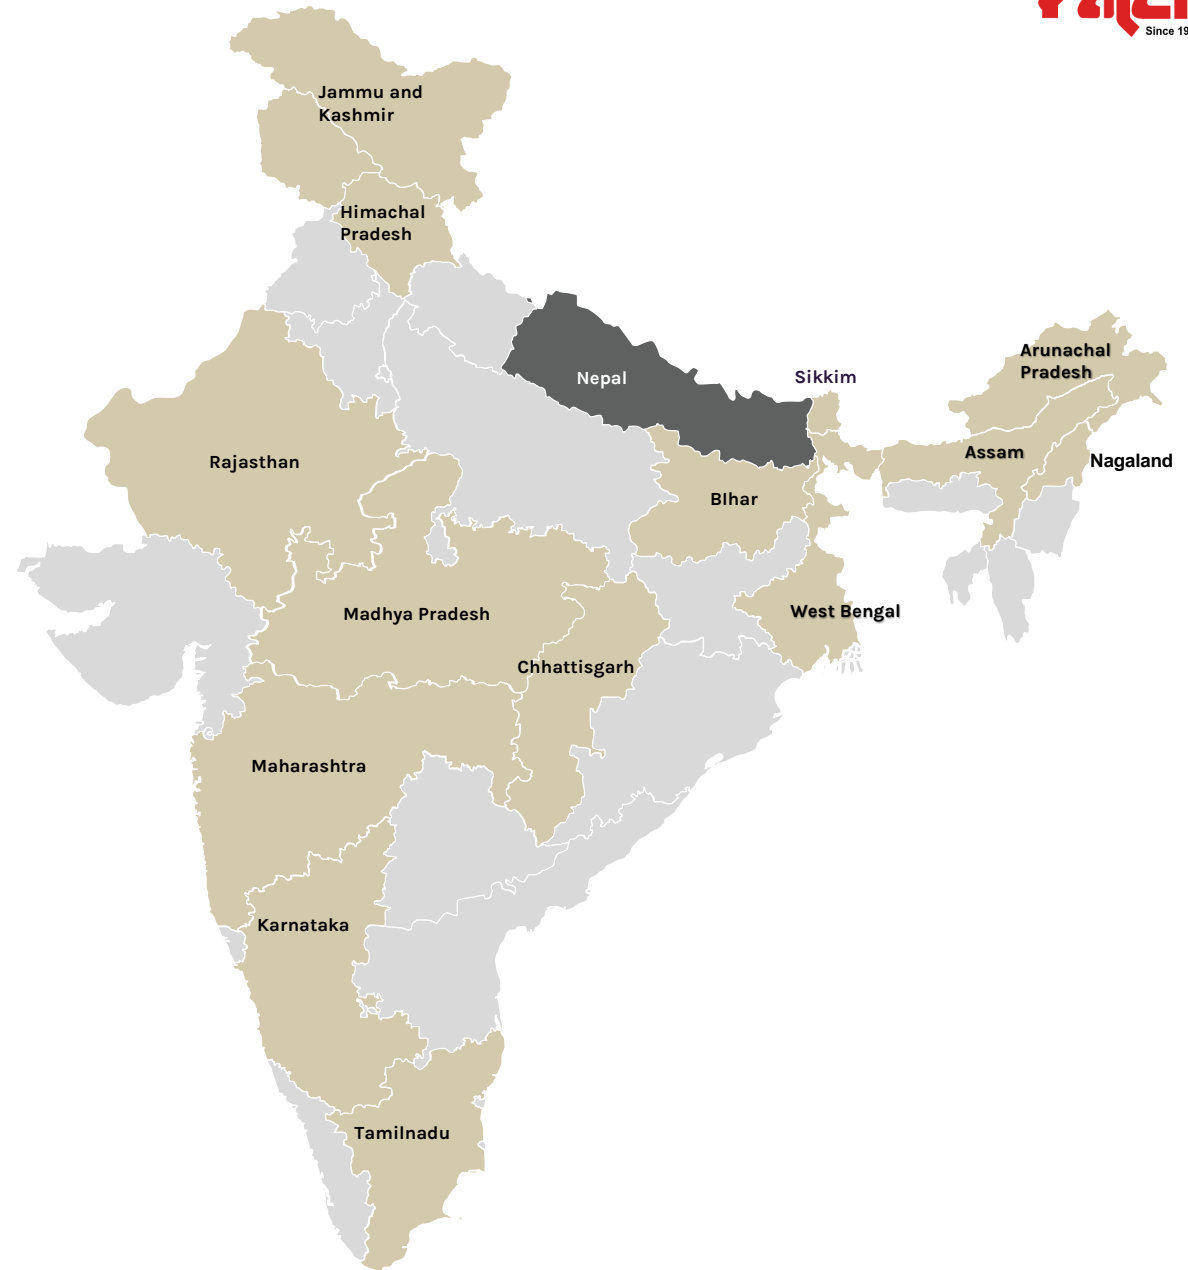 Since 19
Jammu and
Kashmir
Himachal
Pradesh
Arunachal
Pradesh
Nepal
Sikkim
Assam
Nagaland
Rajasthan
BIhar
Madhya Pradesh
West Bengal
Chhattisgarh
Maharashtra
Karnataka
Tamilnadu